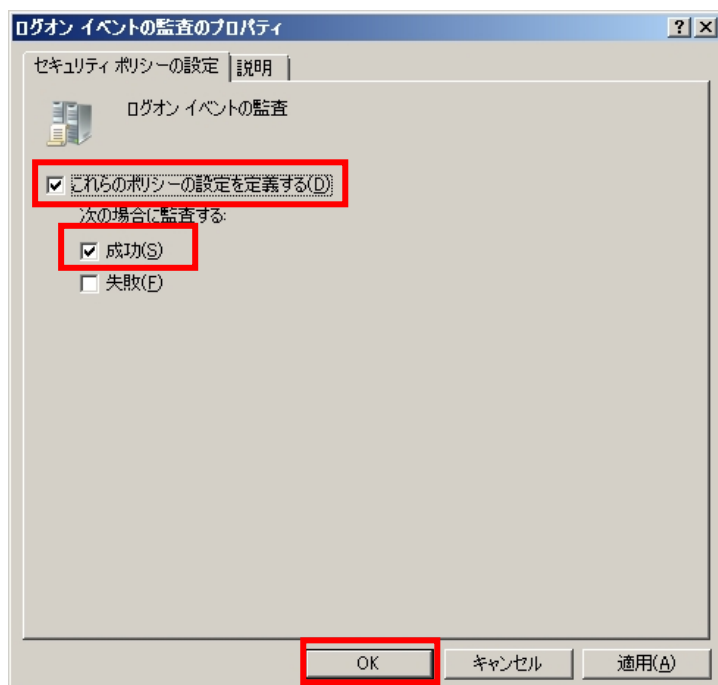 ログオン イベントの監査のプロパティ
セキュリティ ポリシーの設定 説明
ログオン イベントの監査
これらのポリシーの設定を定義する(D)
次の場合に監査する:
成功(S)
失敗(F)
OK キャンセル 適用(A)